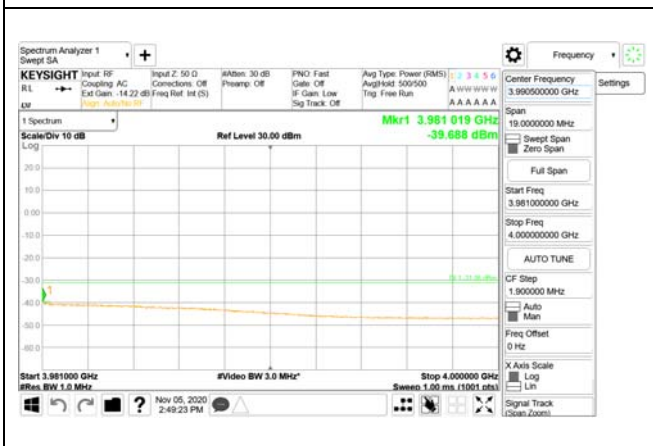 Spectrum Analyzer 1
Swept SA
+
Frequency
Settings
KEYSIGHT
RL
Input: RF
Coupling: AC
Ext Gain: -14.22 dB
Align: Auto/No RF
Input Z: 50 Ω
Corrections: Off
Freq Ref: Int (S)
#Atten: 30 dB
Preamp: Off
PNO: Fast
Gate: Off
IF Gain: Low
Sig Track: Off
Avg Type: Power (RMS)
Avg|Hold: 500/500
Trig: Free Run
1 2 3 4 5 6
A W W W W W
A A A A A A
1 Spectrum
Scale/Div 10 dB
Log
Ref Level 30.00 dBm
Mkr1 3.981 019 GHz
-39.688 dBm
20.0
10.0
0.00
-10.0
-20.0
-30.0
-40.0
-50.0
-60.0
1
Start 3.981000 GHz
#Res BW 1.0 MHz
#Video BW 3.0 MHz*
Stop 4.000000 GHz
Sweep 1.00 ms (1001 pts)
Nov 05, 2020
2:49:23 PM
Center Frequency
3.990500000 GHz
Span
19.0000000 MHz
Swept Span
Zero Span
Full Span
Start Freq
3.981000000 GHz
Stop Freq
4.000000000 GHz
AUTO TUNE
CF Step
1.900000 MHz
Auto
Man
Freq Offset
0 Hz
X Axis Scale
Log
Lin
Signal Track
(Span Zoom)